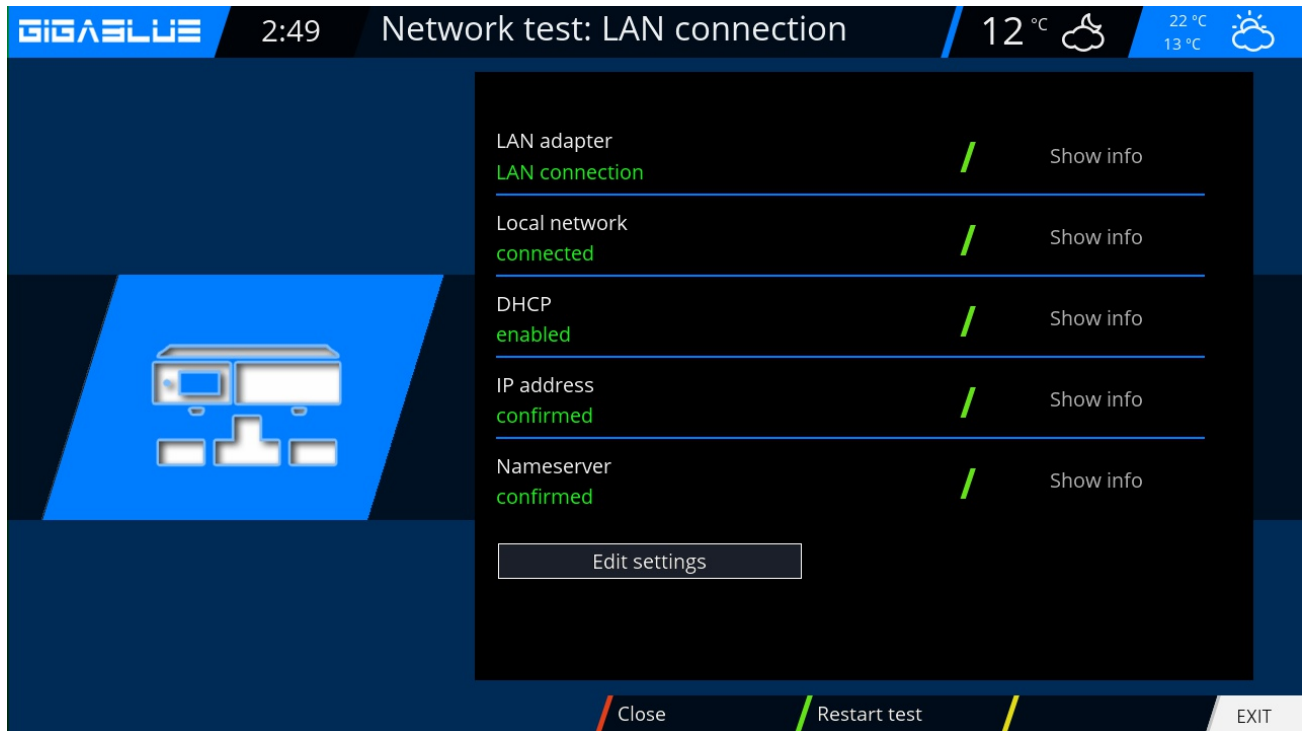 GIGABLUE
2:49
Network test: LAN connection
12 °C
22 °C
13 °C
LAN adapter
LAN connection
Show info
Local network
connected
Show info
DHCP
enabled
Show info
IP address
confirmed
Show info
Nameserver
confirmed
Show info
Edit settings
Close
Restart test
EXIT